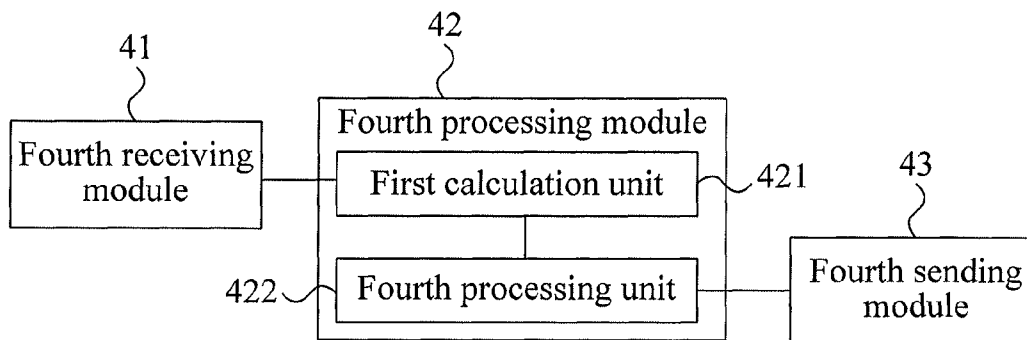 41
Fourth receiving
module
42
Fourth processing module
First calculation unit
421
Fourth processing unit
422
43
Fourth sending
module